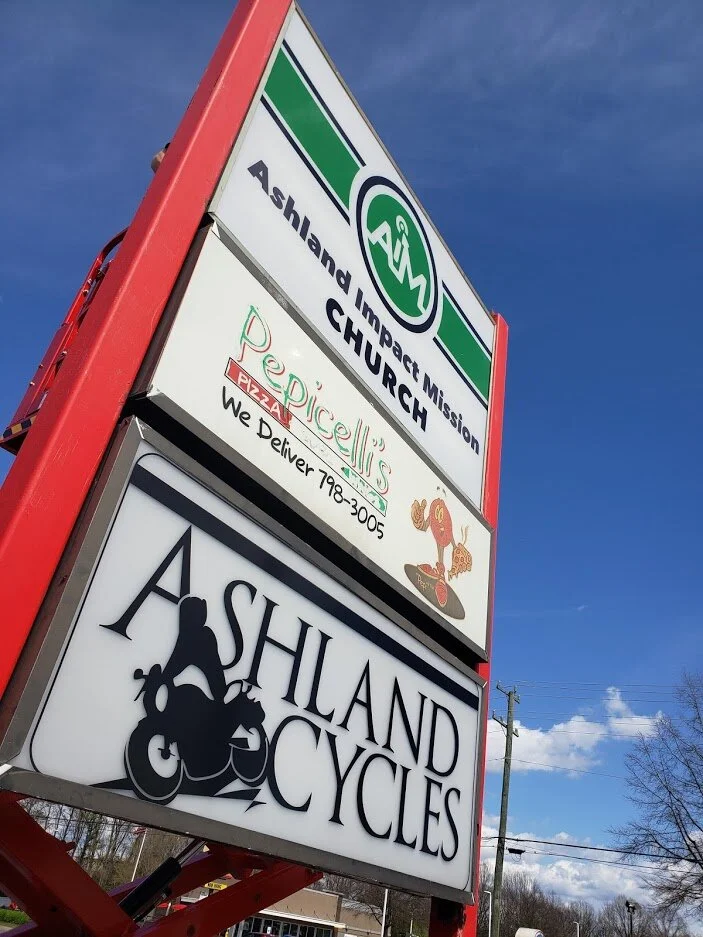 AiM
Ashland Impact Mission
CHURCH
Pepicelli's
PIZZA
We Deliver 798-3005
ASHLAND
CYCLES